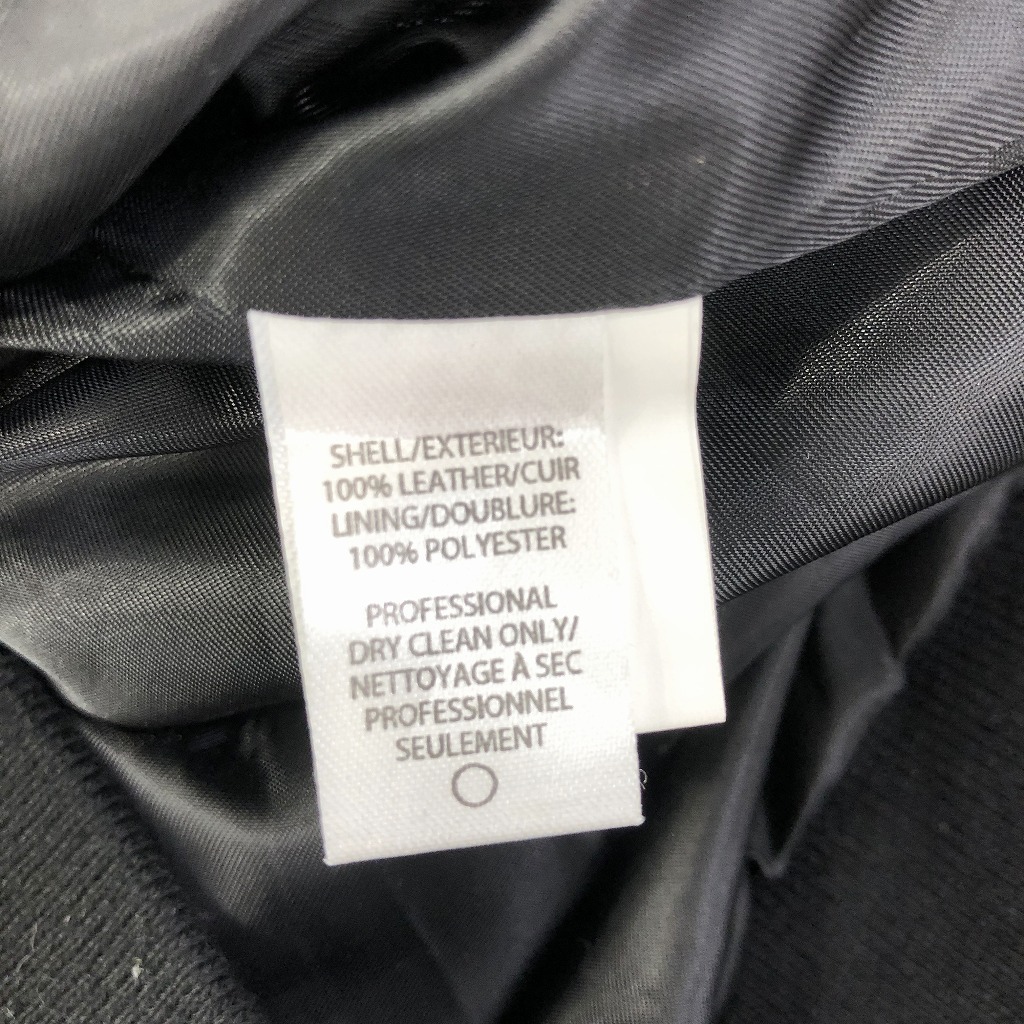 SHELL/EXTERIEUR:
100% LEATHER/CUIR
LINING/DOUBLURE:
100% POLYESTER
PROFESSIONAL
DRY CLEAN ONLY/
NETTOYAGE À SEC
PROFESSIONNEL
SEULEMENT